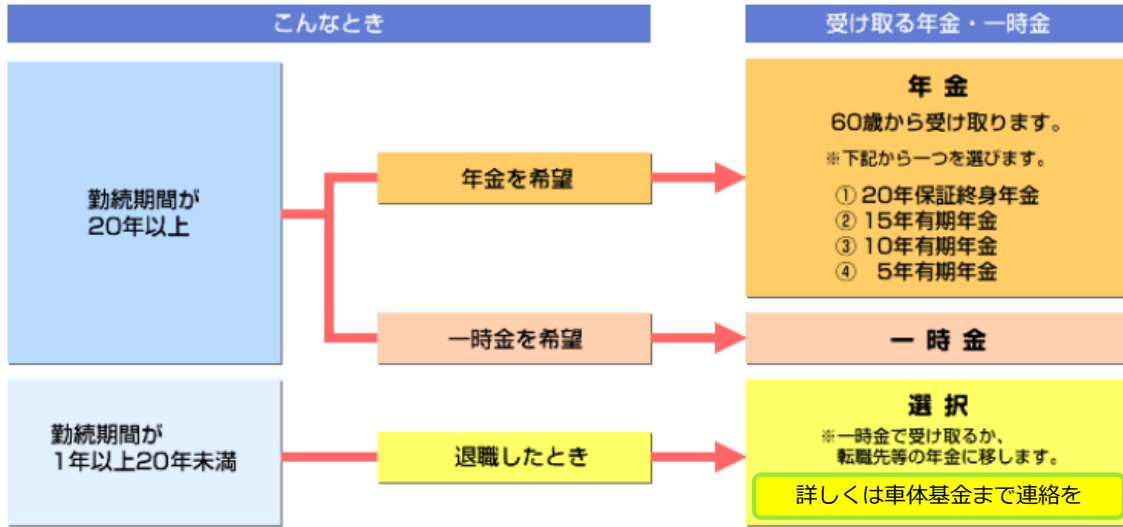 こんなとき
受け取る年金・一時金
勤続期間が
20年以上
年金を希望
年金
60歳から受け取ります。
※下記から一つを選びます。
① 20年保証終身年金
② 15年有期年金
③ 10年有期年金
④ 5年有期年金
一時金を希望
一時金
勤続期間が
1年以上20年未満
退職したとき
選択
※一時金で受け取るか、
転職先等の年金に移します。
詳しくは車体基金まで連絡を